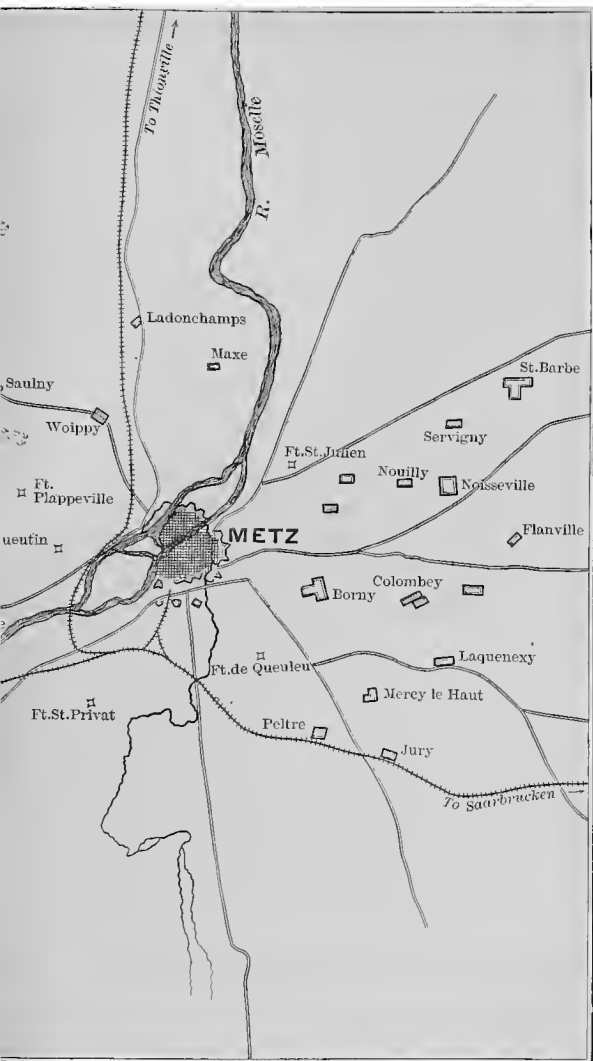 To Thionville
R. Moselle
Ladonchamps
Maxe
Saulny
Woippy
St.Barbe
Servigny
Ft.St.Julien
Nouilly
Noisseville
Ft.
Plappeville
ueutin
METZ
Flanville
Borny
Colombey
Ft.de Queuleu
Laquenexy
Mercy le Haut
Ft.St.Privat
Peltre
Jury
To Saarbrucken